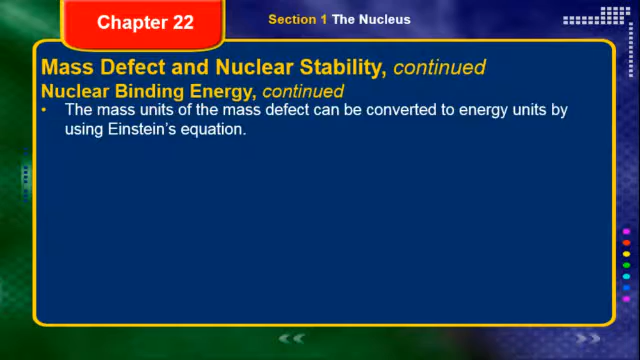 Chapter 22
Section 1 The Nucleus
Mass Defect and Nuclear Stability, continued
Nuclear Binding Energy, continued
• The mass units of the mass defect can be converted to energy units by
using Einstein's equation.